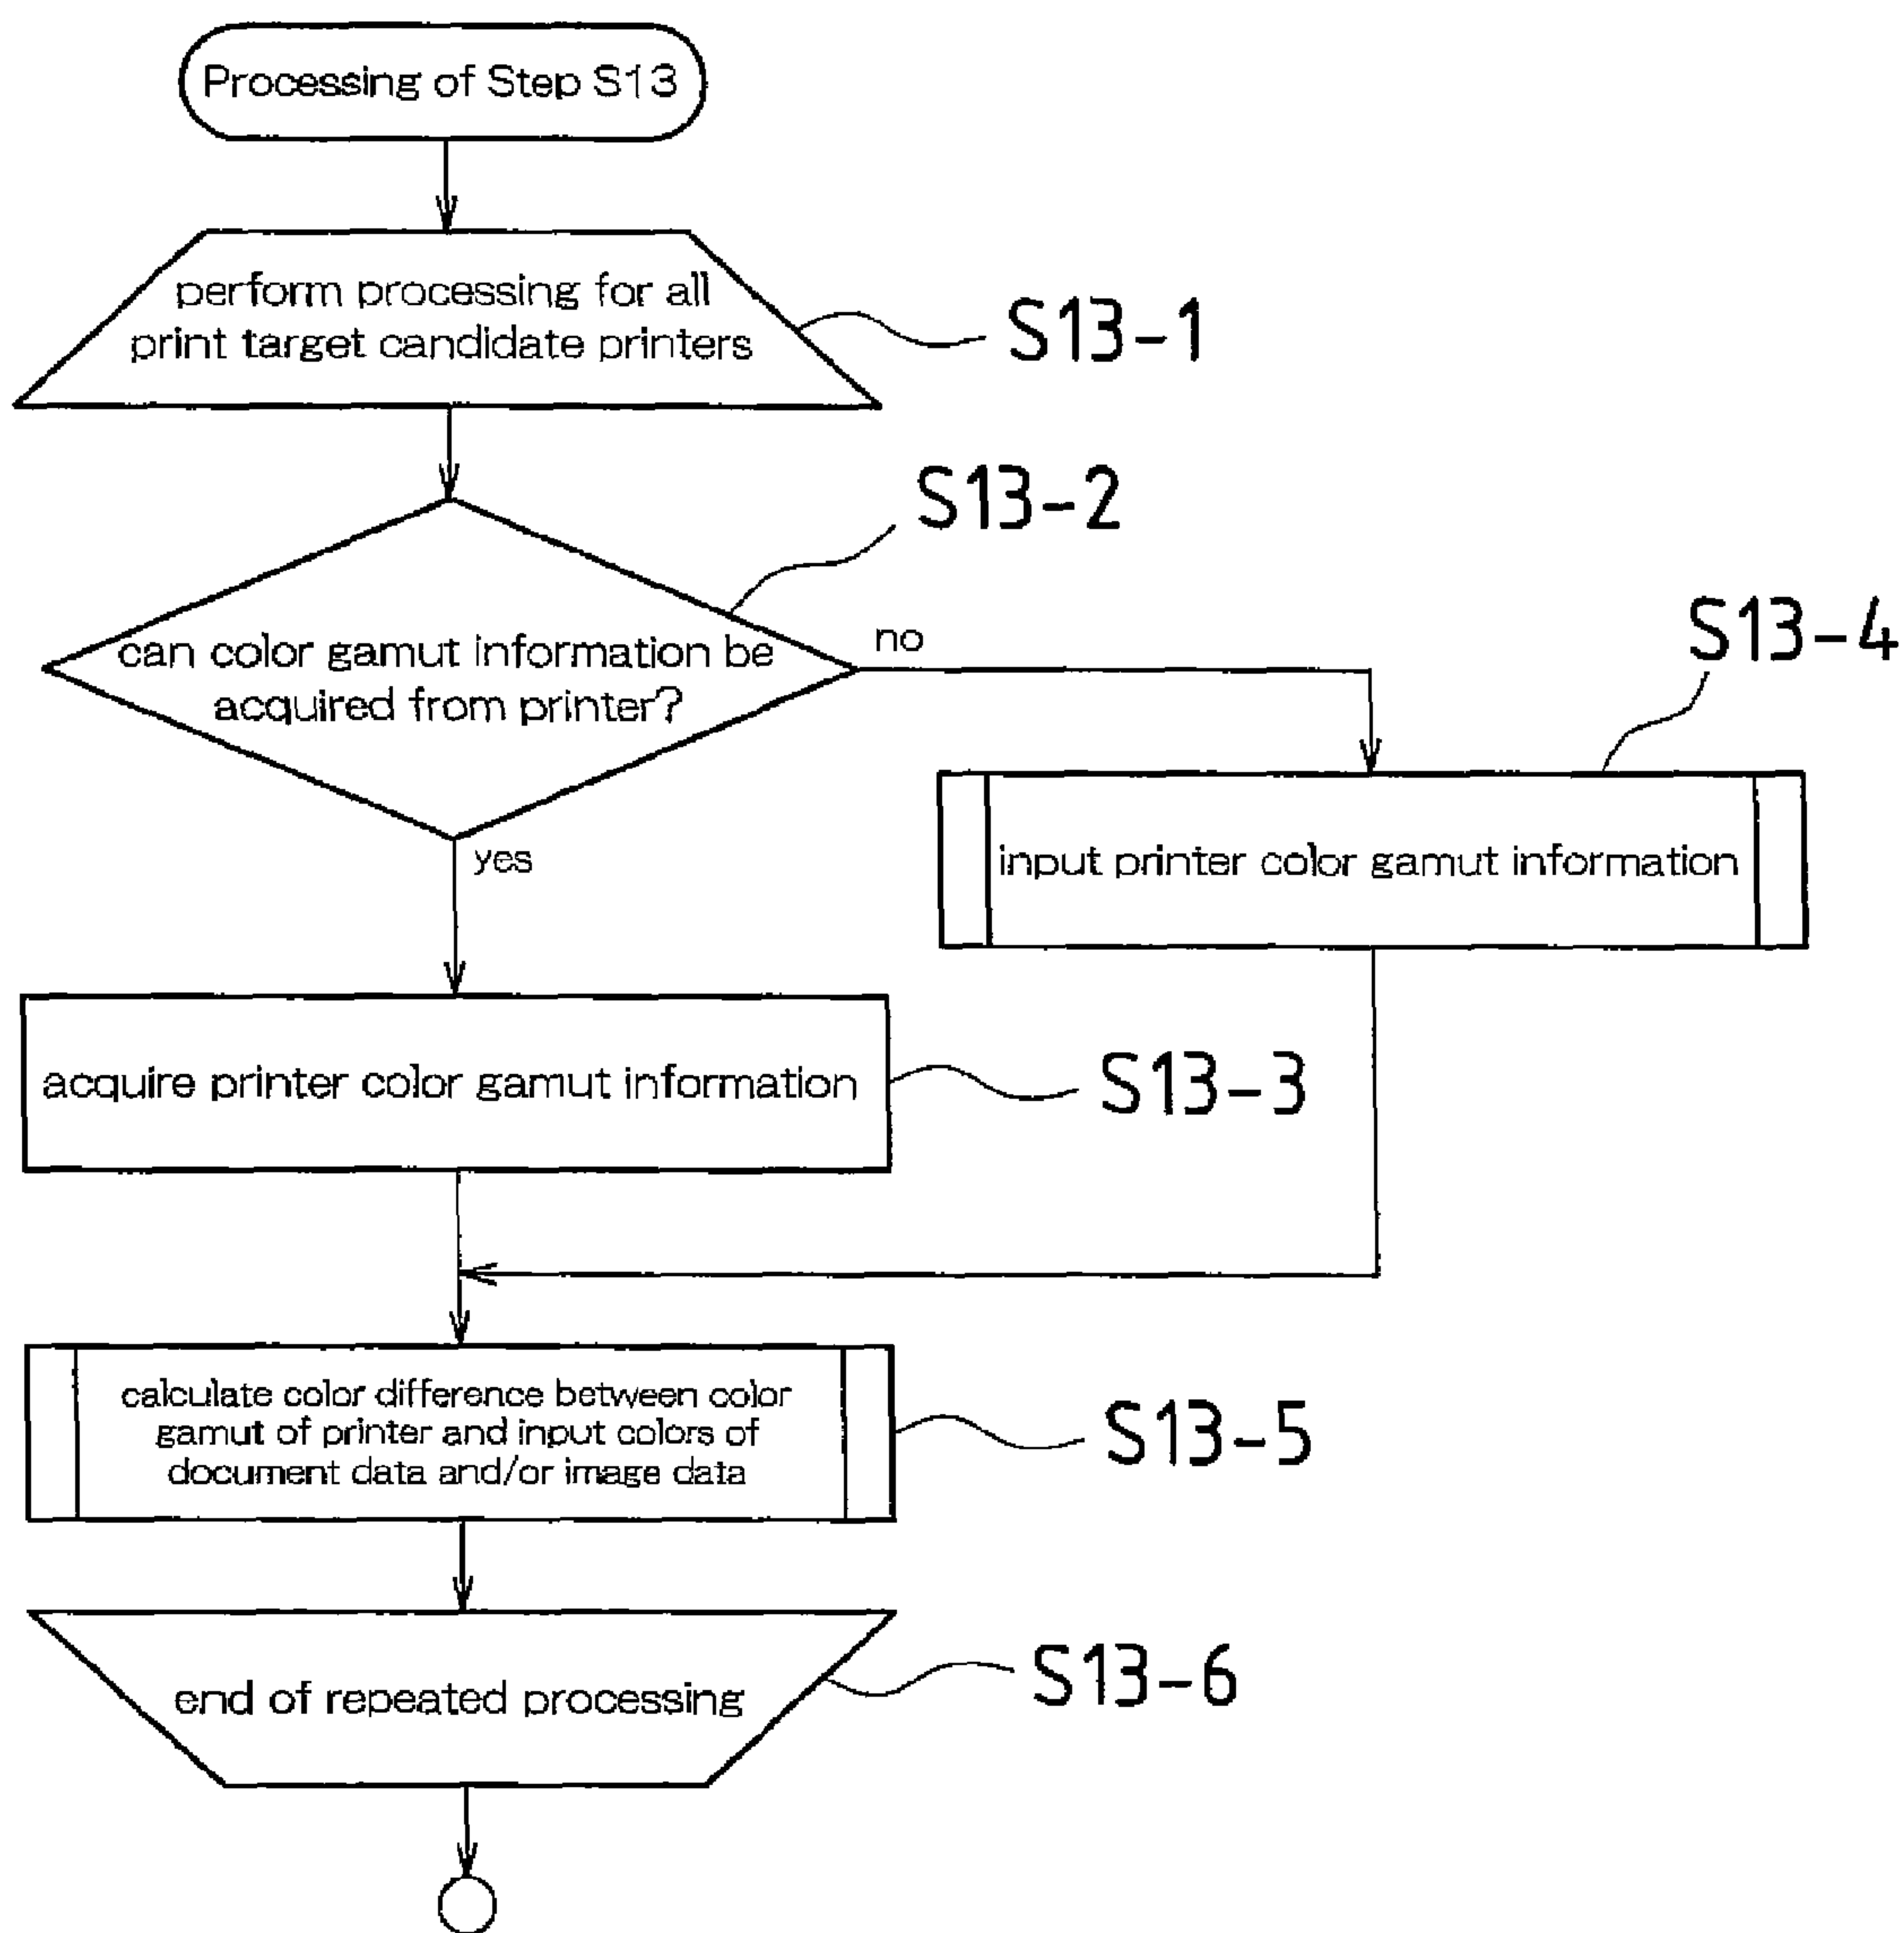 Processing of Step S13
perform processing for all
print target candidate printers
S13-1
S13-2
can color gamut information be
acquired from printer?
no
yes
S13-4
input printer color gamut information
acquire printer color gamut information
S13-3
calculate color difference between color
gamut of printer and input colors of
document data and/or image data
S13-5
end of repeated processing
S13-6